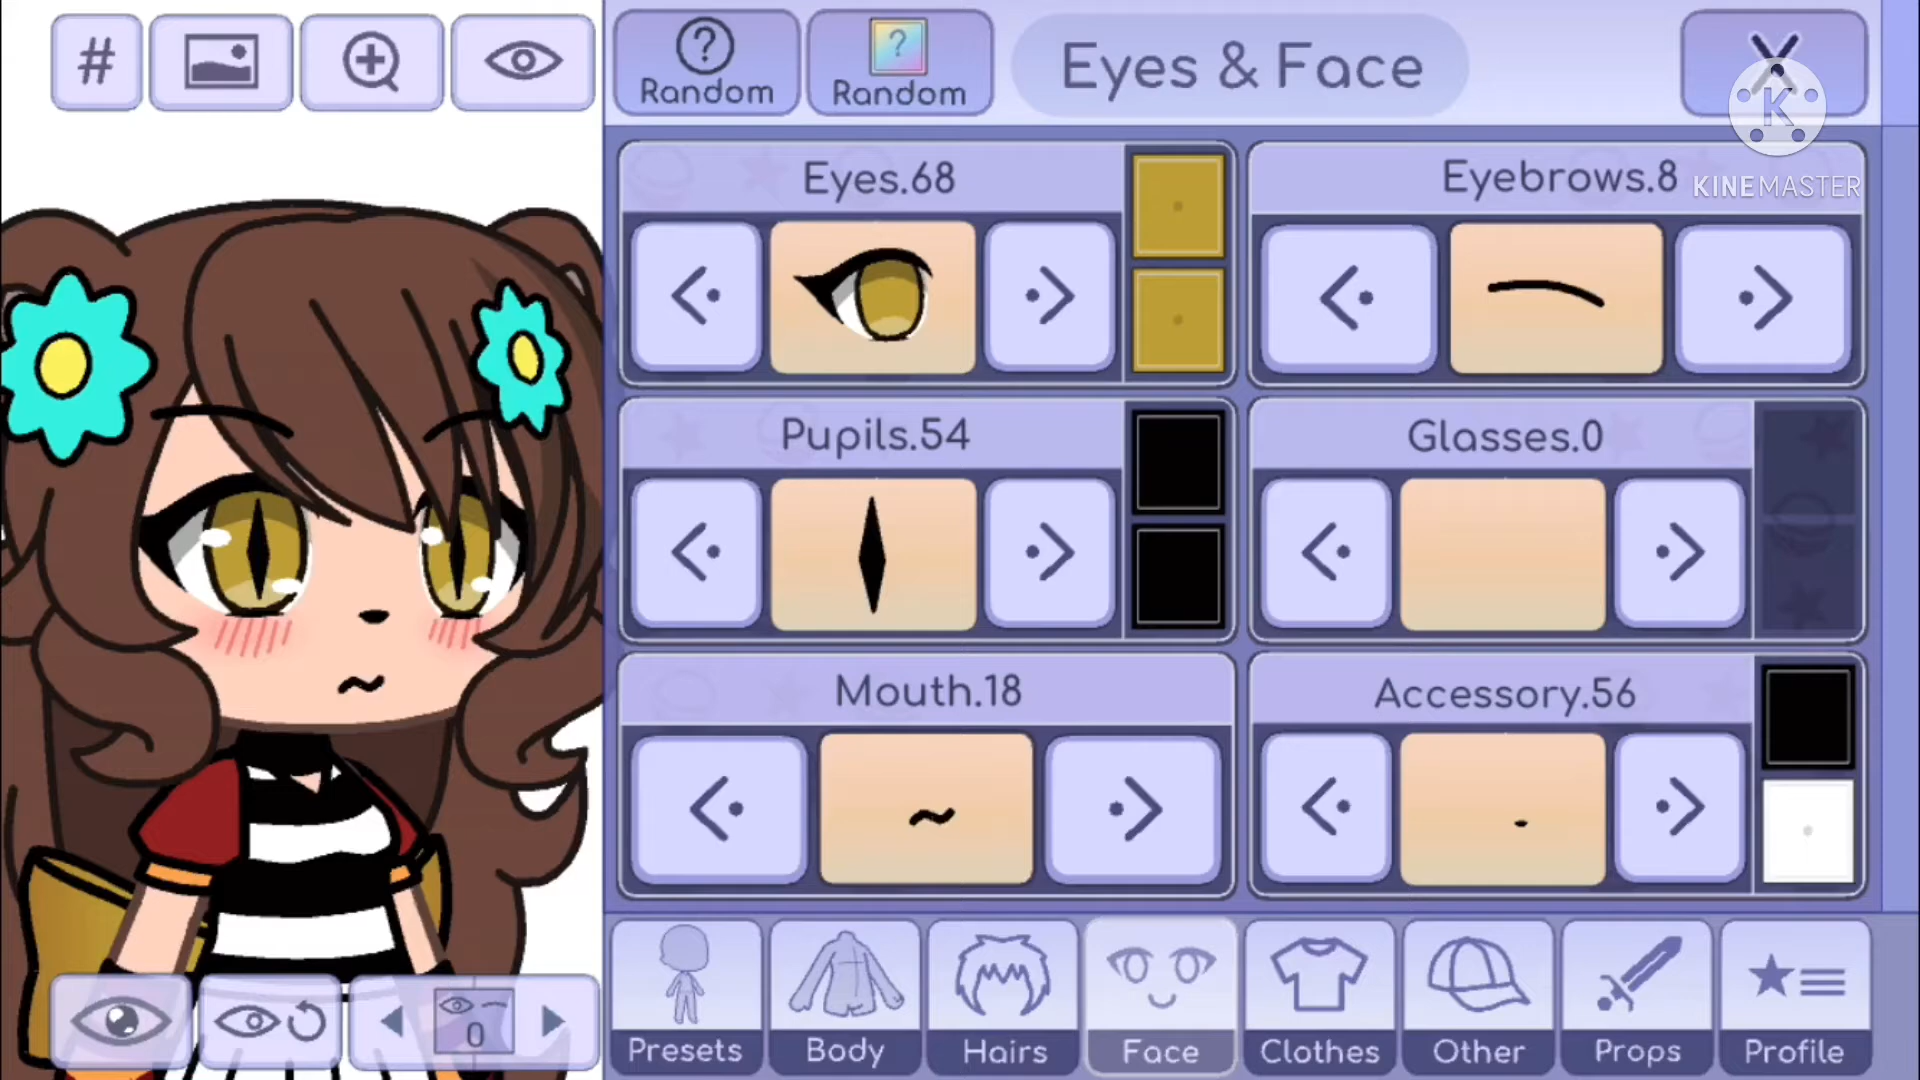 #
? Random
? Random
Eyes & Face
X
K
KINEMASTER
Eyes.68
Eyebrows.8
Pupils.54
Glasses.0
Mouth.18
Accessory.56
0
Presets
Body
Hairs
Face
Clothes
Other
Props
Profile